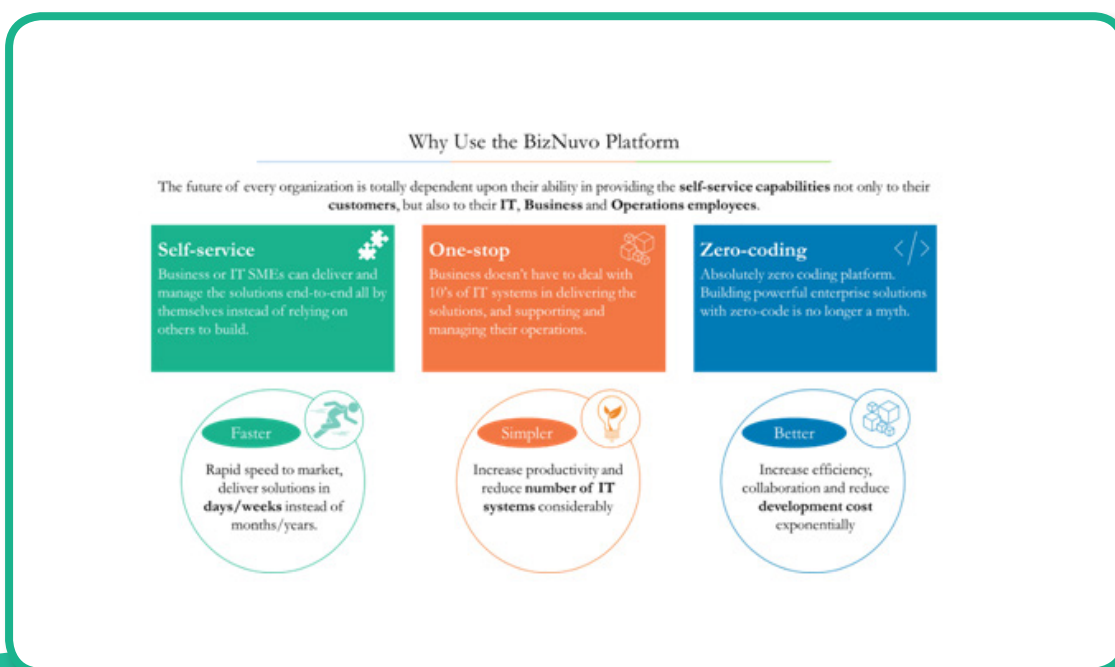 Why Use the BizNuvo Platform
The future of every organization is totally dependent upon their ability in providing the self-service capabilities not only to their
customers, but also to their IT, Business and Operations employees.
Self-service
Business or IT SMEs can deliver and
manage the solutions end-to-end all by
themselves instead of relying on
others to build.
One-stop
Business doesn't have to deal with
10's of IT systems in delivering the
solutions, and supporting and
managing their operations.
Zero-coding
</>
Absolutely zero coding platform.
Building powerful enterprise solutions
with zero-code is no longer a myth.
Faster
Rapid speed to market,
deliver solutions in
days/weeks instead of
months/years.
Simpler
Increase productivity and
reduce number of IT
systems considerably
Better
Increase efficiency,
collaboration and reduce
development cost
exponentially